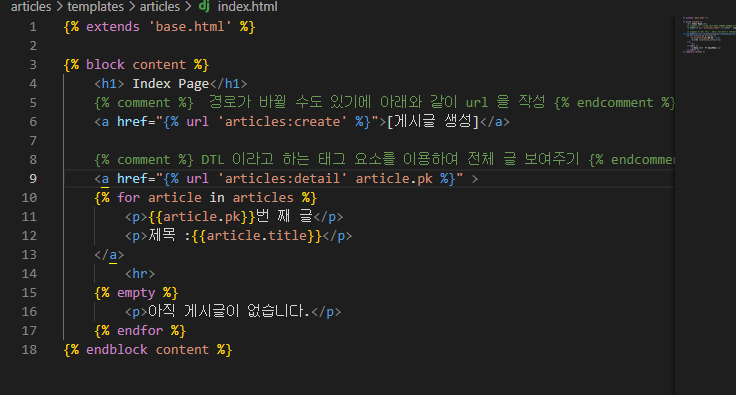 articles > templates > articles > dj index.html
1 {% extends 'base.html' %}
2
3 {% block content %}
4 <h1> Index Page</h1>
5 {% comment %}  경로가 바뀔 수도 있기에 아래와 같이 url 을 작성 {% endcomment %}
6 <a href="{% url 'articles:create' %}">[게시글 생성]</a>
7
8 {% comment %} DTL 이라고 하는 태그 요소를 이용하여 전체 글 보여주기 {% endcommen
9 <a href="{% url 'articles:detail' article.pk %}" >
10 {% for article in articles %}
11 <p>{{article.pk}}번 째 글</p>
12 <p>제목 :{{article.title}}</p>
13 </a>
14 <hr>
15 {% empty %}
16 <p>아직 게시글이 없습니다.</p>
17 {% endfor %}
18 {% endblock content %}